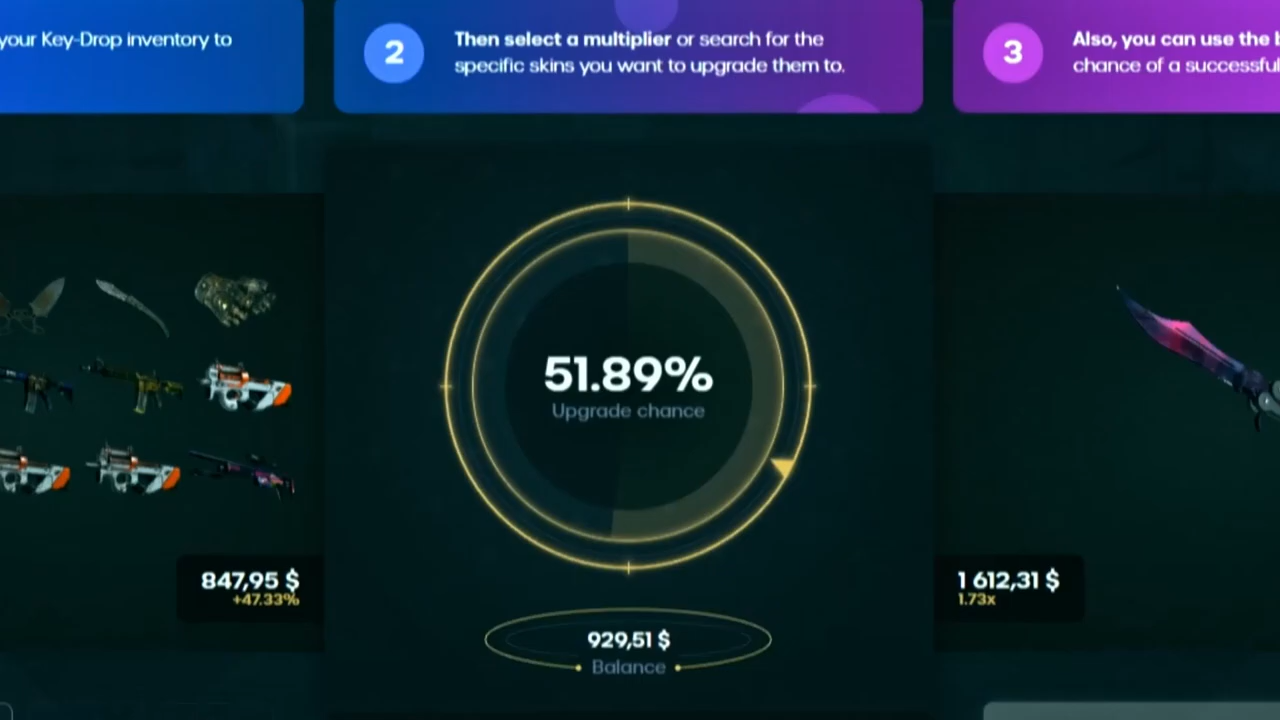 your Key-Drop inventory to
2
Then select a multiplier or search for the
specific skins you want to upgrade them to.
3
Also, you can use the
chance of a successful
51.89%
Upgrade chance
847,95 $
+47.33%
1 612,31 $
1.73x
929,51 $
Balance